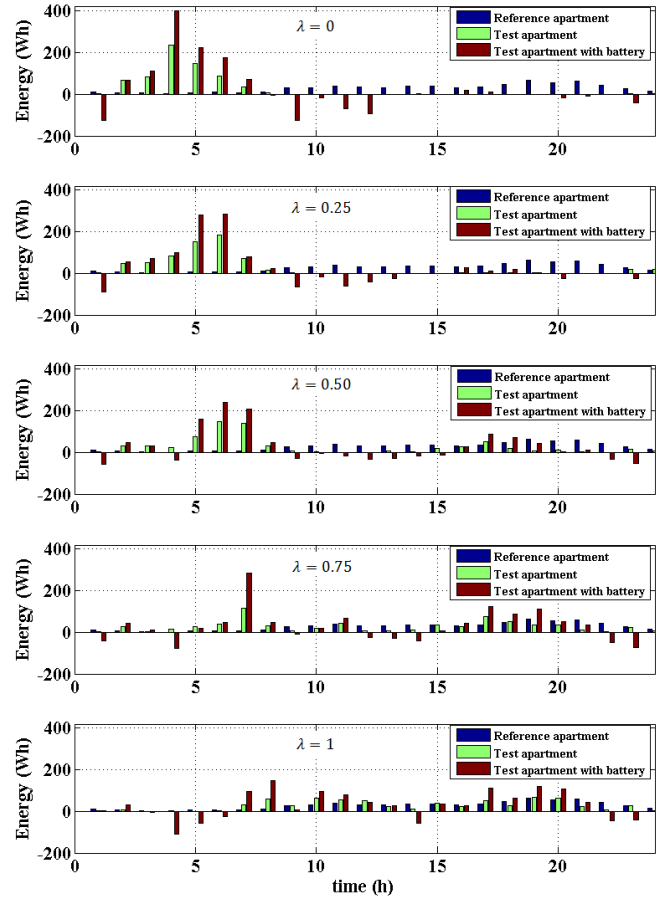 400
200
0
-200
Energy (Wh)
λ = 0
Reference apartment
Test apartment
Test apartment with battery
0
5
10
15
20
400
200
0
-200
Energy (Wh)
λ = 0.25
Reference apartment
Test apartment
Test apartment with battery
0
5
10
15
20
400
200
0
-200
Energy (Wh)
λ = 0.50
Reference apartment
Test apartment
Test apartment with battery
0
5
10
15
20
400
200
0
-200
Energy (Wh)
λ = 0.75
Reference apartment
Test apartment
Test apartment with battery
0
5
10
15
20
400
200
0
-200
Energy (Wh)
λ = 1
Reference apartment
Test apartment
Test apartment with battery
0
5
10
15
20
time (h)